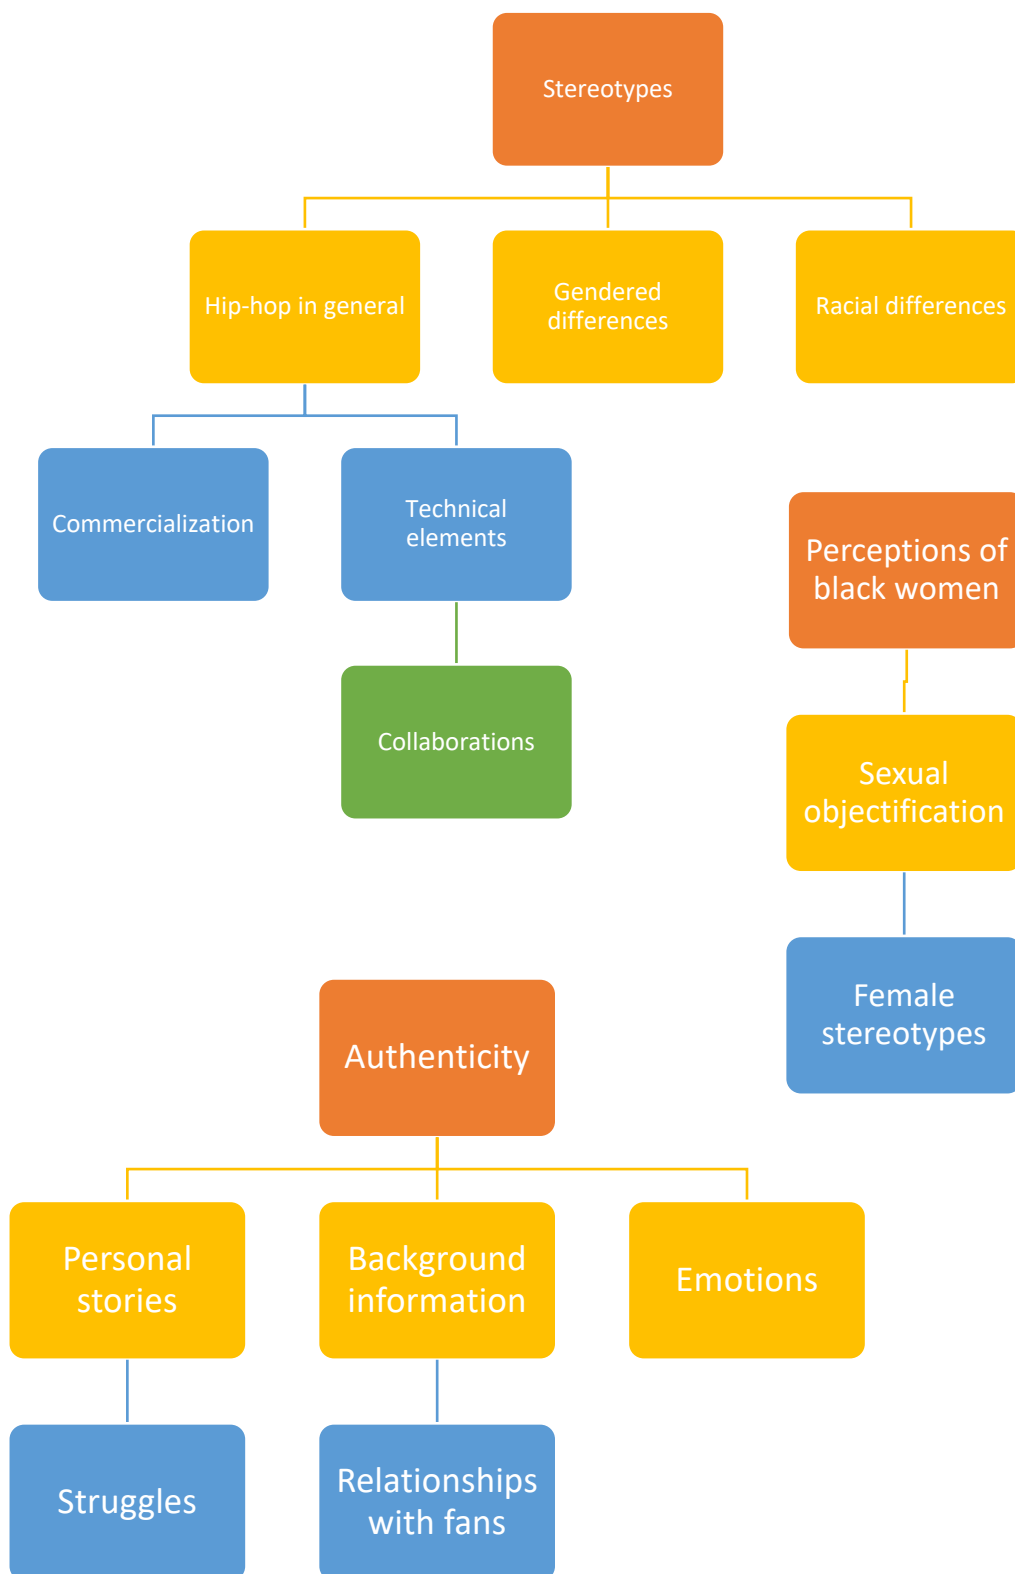 Stereotypes
Hip-hop in general
Gendered
differences
Racial differences
Commercialization
Technical
elements
Collaborations
Perceptions of
black women
Sexual
objectification
Female
stereotypes
Authenticity
Personal
stories
Background
information
Emotions
Struggles
Relationships
with fans